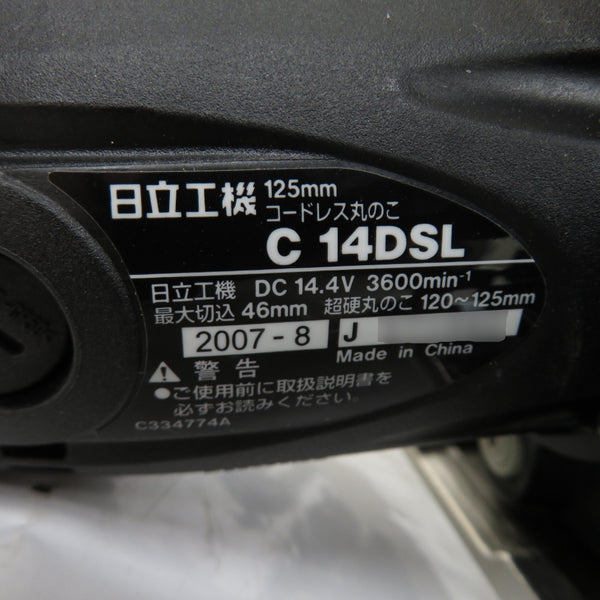 日立工機 125mm
コードレス丸のこ
C 14DSL
日立工機 DC 14.4V 3600min⁻¹
最大切込 46mm 超硬丸のこ 120～125mm
2007-8 J
Made in China
⚠ 警告
●ご使用前に取扱説明書を
必ずお読みください。
C334774A